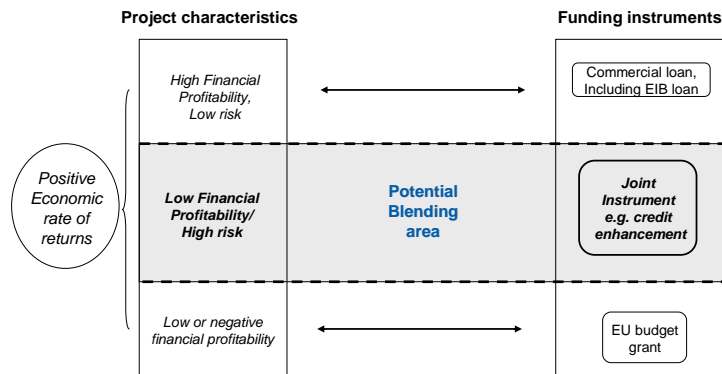 Project characteristics
Funding instruments
High Financial
Profitability,
Low risk
Commercial loan,
Including EIB loan
Positive
Economic
rate of
returns
Low Financial
Profitability/
High risk
Potential
Blending
area
Joint
Instrument
e.g. credit
enhancement
Low or negative
financial profitability
EU budget
grant